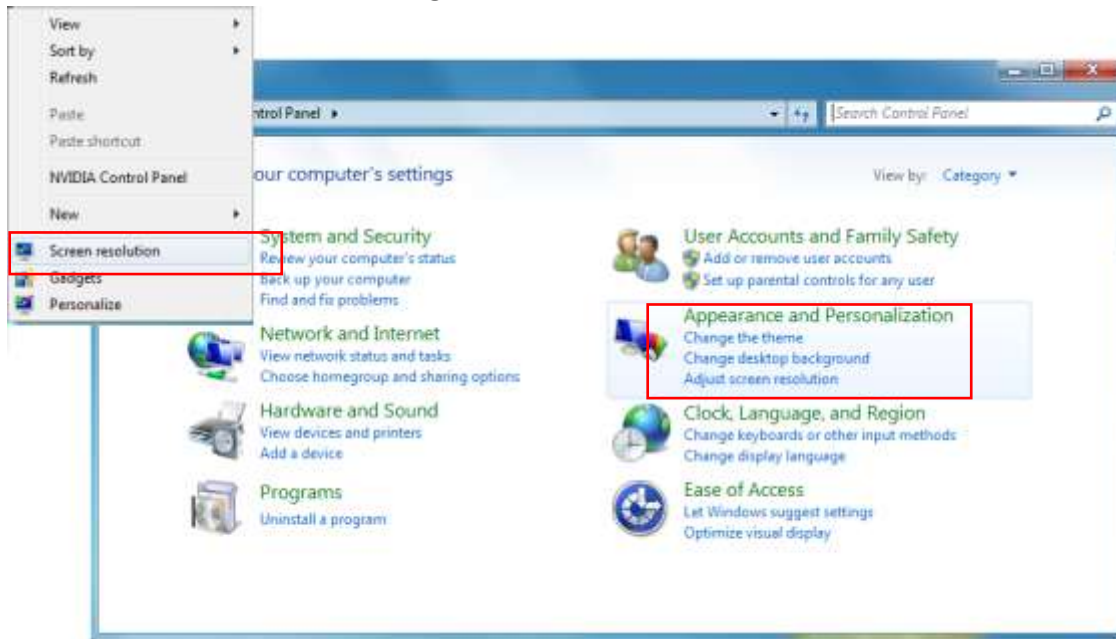 View
Sort by
Refresh
Paste
Paste shortcut
NVIDIA Control Panel
New
Screen resolution
Gadgets
Personalize
ntrol Panel
Search Control Panel
our computer's settings
View by: Category
System and Security
Review your computer's status
Back up your computer
Find and fix problems
Network and Internet
View network status and tasks
Choose homegroup and sharing options
Hardware and Sound
View devices and printers
Add a device
Programs
Uninstall a program
User Accounts and Family Safety
Add or remove user accounts
Set up parental controls for any user
Appearance and Personalization
Change the theme
Change desktop background
Adjust screen resolution
Clock, Language, and Region
Change keyboards or other input methods
Change display language
Ease of Access
Let Windows suggest settings
Optimize visual display